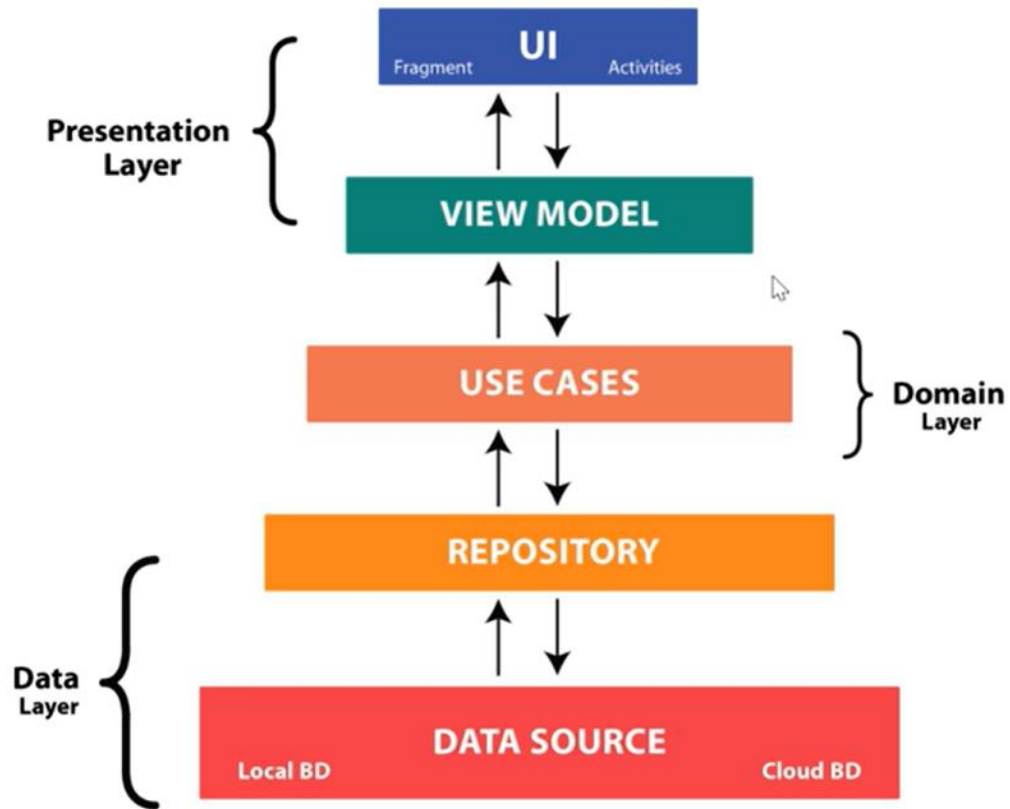 UI
Fragment Activities
Presentation
Layer
VIEW MODEL
USE CASES
Domain
Layer
REPOSITORY
Data
Layer
DATA SOURCE
Local BD Cloud BD